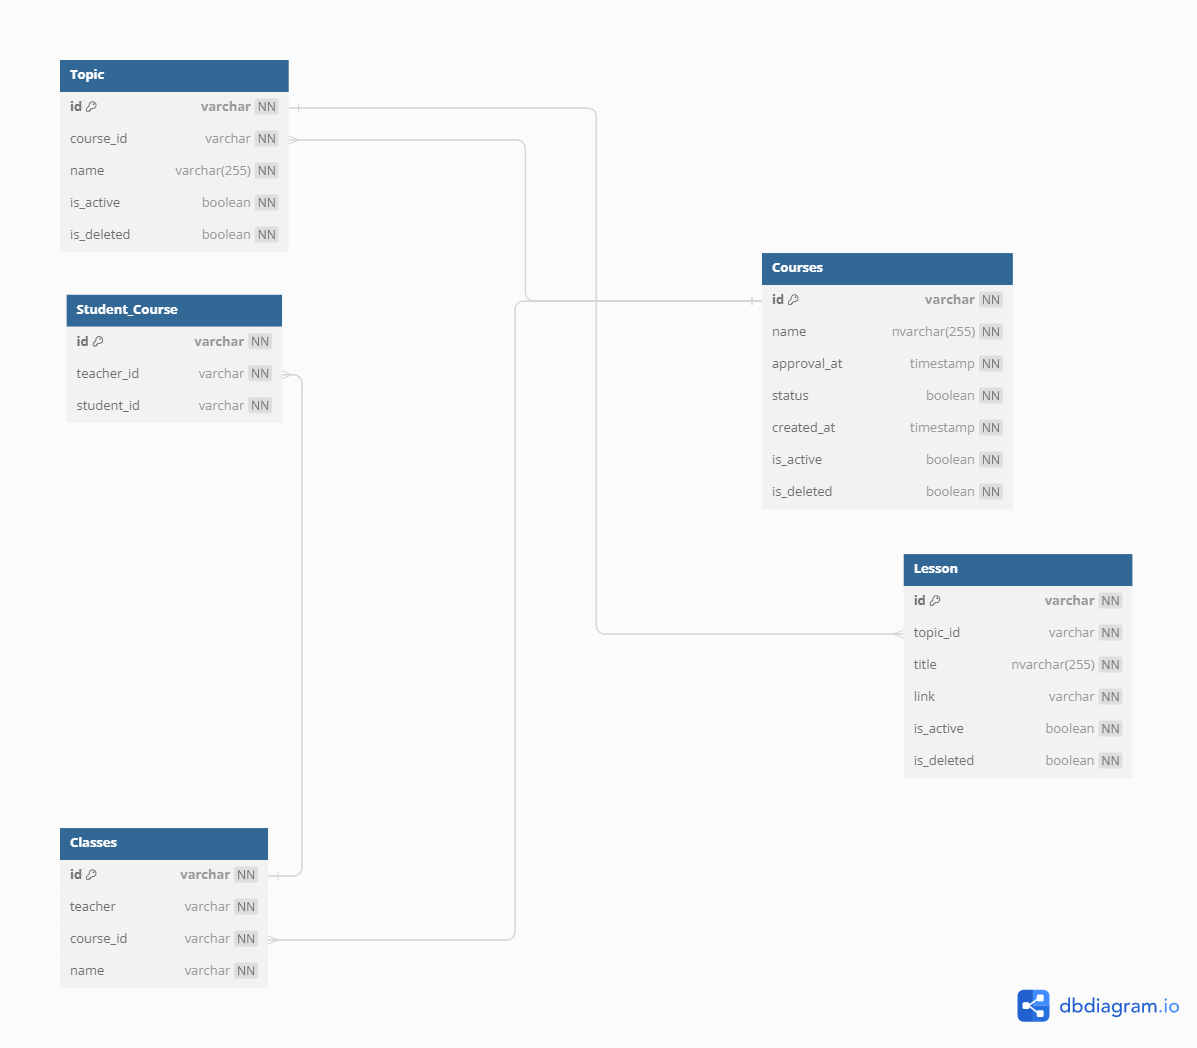 Topic
id varchar NN
course_id varchar NN
name varchar(255) NN
is_active boolean NN
is_deleted boolean NN
Student_Course
id varchar NN
teacher_id varchar NN
student_id varchar NN
Courses
id varchar NN
name nvarchar(255) NN
approval_at timestamp NN
status boolean NN
created_at timestamp NN
is_active boolean NN
is_deleted boolean NN
Lesson
id varchar NN
topic_id varchar NN
title nvarchar(255) NN
link varchar NN
is_active boolean NN
is_deleted boolean NN
Classes
id varchar NN
teacher varchar NN
course_id varchar NN
name varchar NN
dbdiagram.io